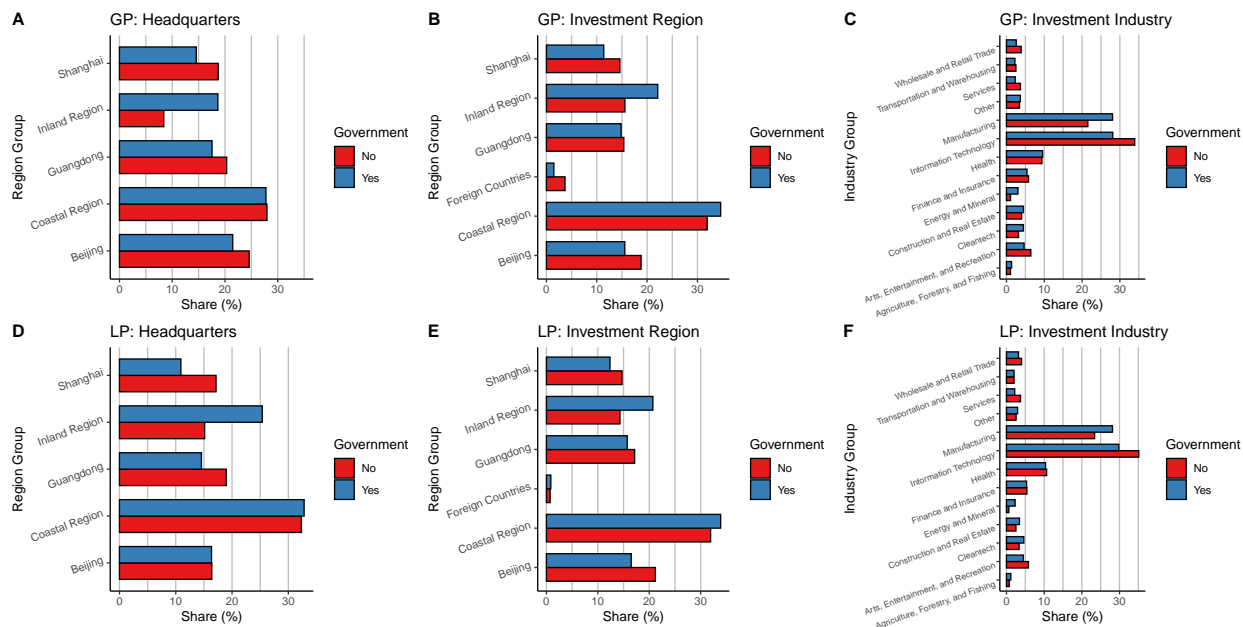 A GP: Headquarters
Region Group
Shanghai
Inland Region
Guangdong
Coastal Region
Beijing
0 10 20 30
Share (%)
Government
No
Yes
B GP: Investment Region
Region Group
Shanghai
Inland Region
Guangdong
Foreign Countries
Coastal Region
Beijing
0 10 20 30
Share (%)
Government
No
Yes
C GP: Investment Industry
Industry Group
Wholesale and Retail Trade
Transportation and Warehousing
Services
Other
Manufacturing
Information Technology
Health
Finance and Insurance
Energy and Mineral
Construction and Real Estate
Cleantech
Arts, Entertainment, and Recreation
Agriculture, Forestry, and Fishing
0 10 20 30
Share (%)
Government
No
Yes
D LP: Headquarters
Region Group
Shanghai
Inland Region
Guangdong
Coastal Region
Beijing
0 10 20 30
Share (%)
Government
No
Yes
E LP: Investment Region
Region Group
Shanghai
Inland Region
Guangdong
Foreign Countries
Coastal Region
Beijing
0 10 20 30
Share (%)
Government
No
Yes
F LP: Investment Industry
Industry Group
Wholesale and Retail Trade
Transportation and Warehousing
Services
Other
Manufacturing
Information Technology
Health
Finance and Insurance
Energy and Mineral
Construction and Real Estate
Cleantech
Arts, Entertainment, and Recreation
Agriculture, Forestry, and Fishing
0 10 20 30
Share (%)
Government
No
Yes